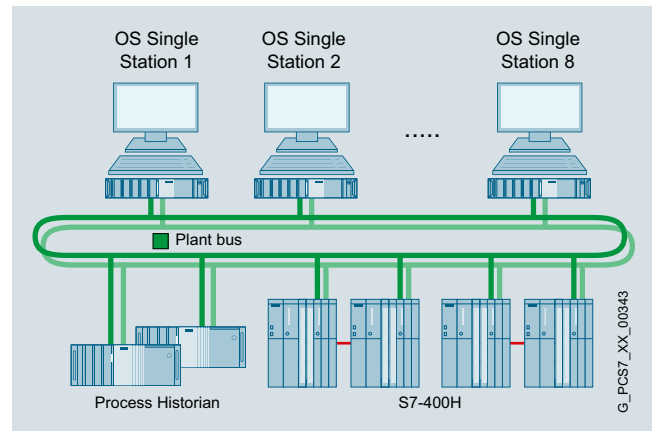 OS Single
Station 1
OS Single
Station 2
.....
OS Single
Station 8
Plant bus
Process Historian
S7-400H
G_PCS7_XX_00343